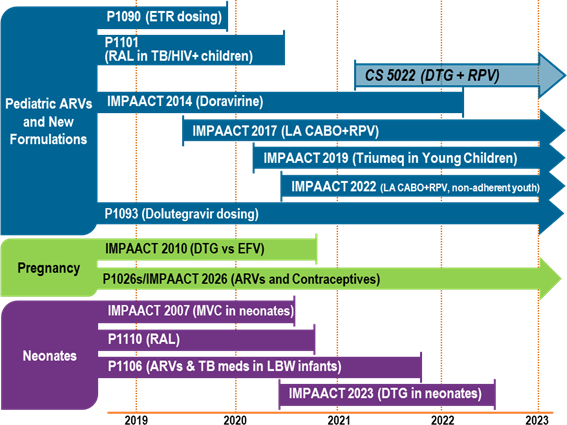 P1090 (ETR dosing)
P1101
(RAL in TB/HIV+ children)
CS 5022 (DTG + RPV)
Pediatric ARVs
and New
Formulations
IMPAACT 2014 (Doravirine)
IMPAACT 2017 (LA CABO+RPV)
IMPAACT 2019 (Triumeq in Young Children)
IMPAACT 2022 (LA CABO+RPV, non-adherent youth)
P1093 (Dolutegravir dosing)
Pregnancy
IMPAACT 2010 (DTG vs EFV)
P1026s/IMPAACT 2026 (ARVs and Contraceptives)
Neonates
IMPAACT 2007 (MVC in neonates)
P1110 (RAL)
P1106 (ARVs & TB meds in LBW infants)
IMPAACT 2023 (DTG in neonates)
2019 2020 2021 2022 2023